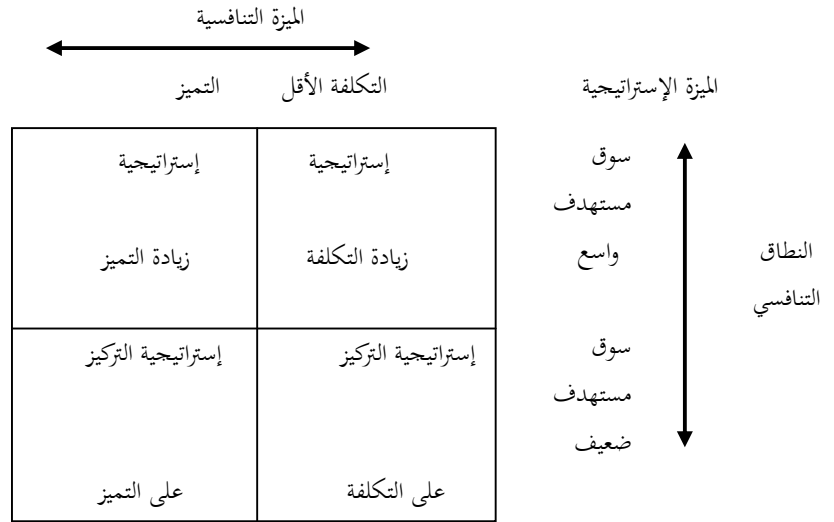 الميزة التنافسية
الميزة الإستراتيجية التكلفة الأقل التميز
سوق إستراتيجية إستراتيجية
مستهدف
النطاق واسع زيادة التكلفة زيادة التميز
التنافسي
سوق إستراتيجية التركيز إستراتيجية التركيز
مستهدف
ضعيف
على التكلفة على التميز